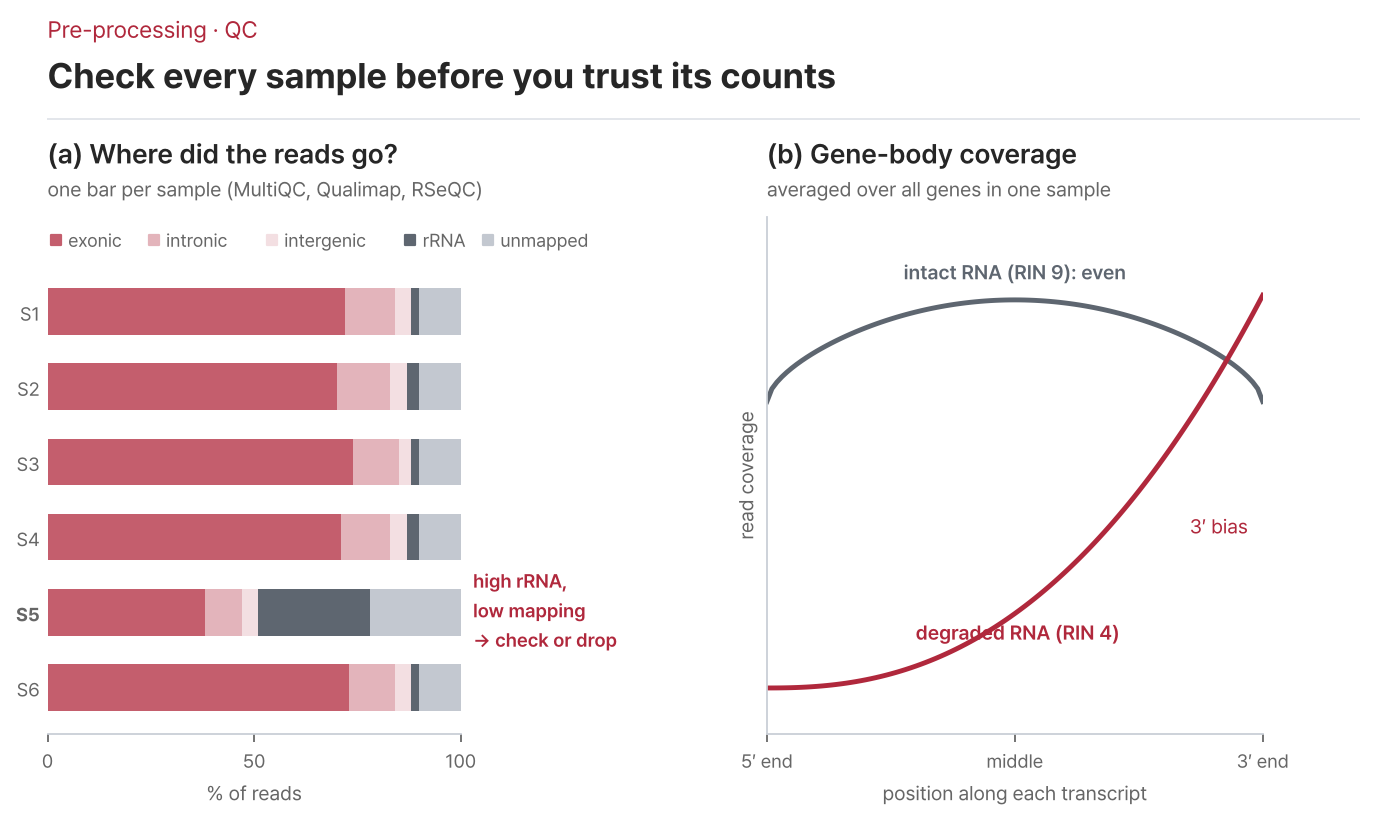 Pre-processing · QC
Check every sample before you trust its counts
(a) Where did the reads go?
one bar per sample (MultiQC, Qualimap, RSeQC)
exonic intronic intergenic rRNA unmapped
S1
S2
S3
S4
S5
high rRNA,
low mapping
→ check or drop
S6
0 50 100
% of reads
(b) Gene-body coverage
averaged over all genes in one sample
intact RNA (RIN 9): even
read coverage
3′ bias
degraded RNA (RIN 4)
5′ end middle 3′ end
position along each transcript